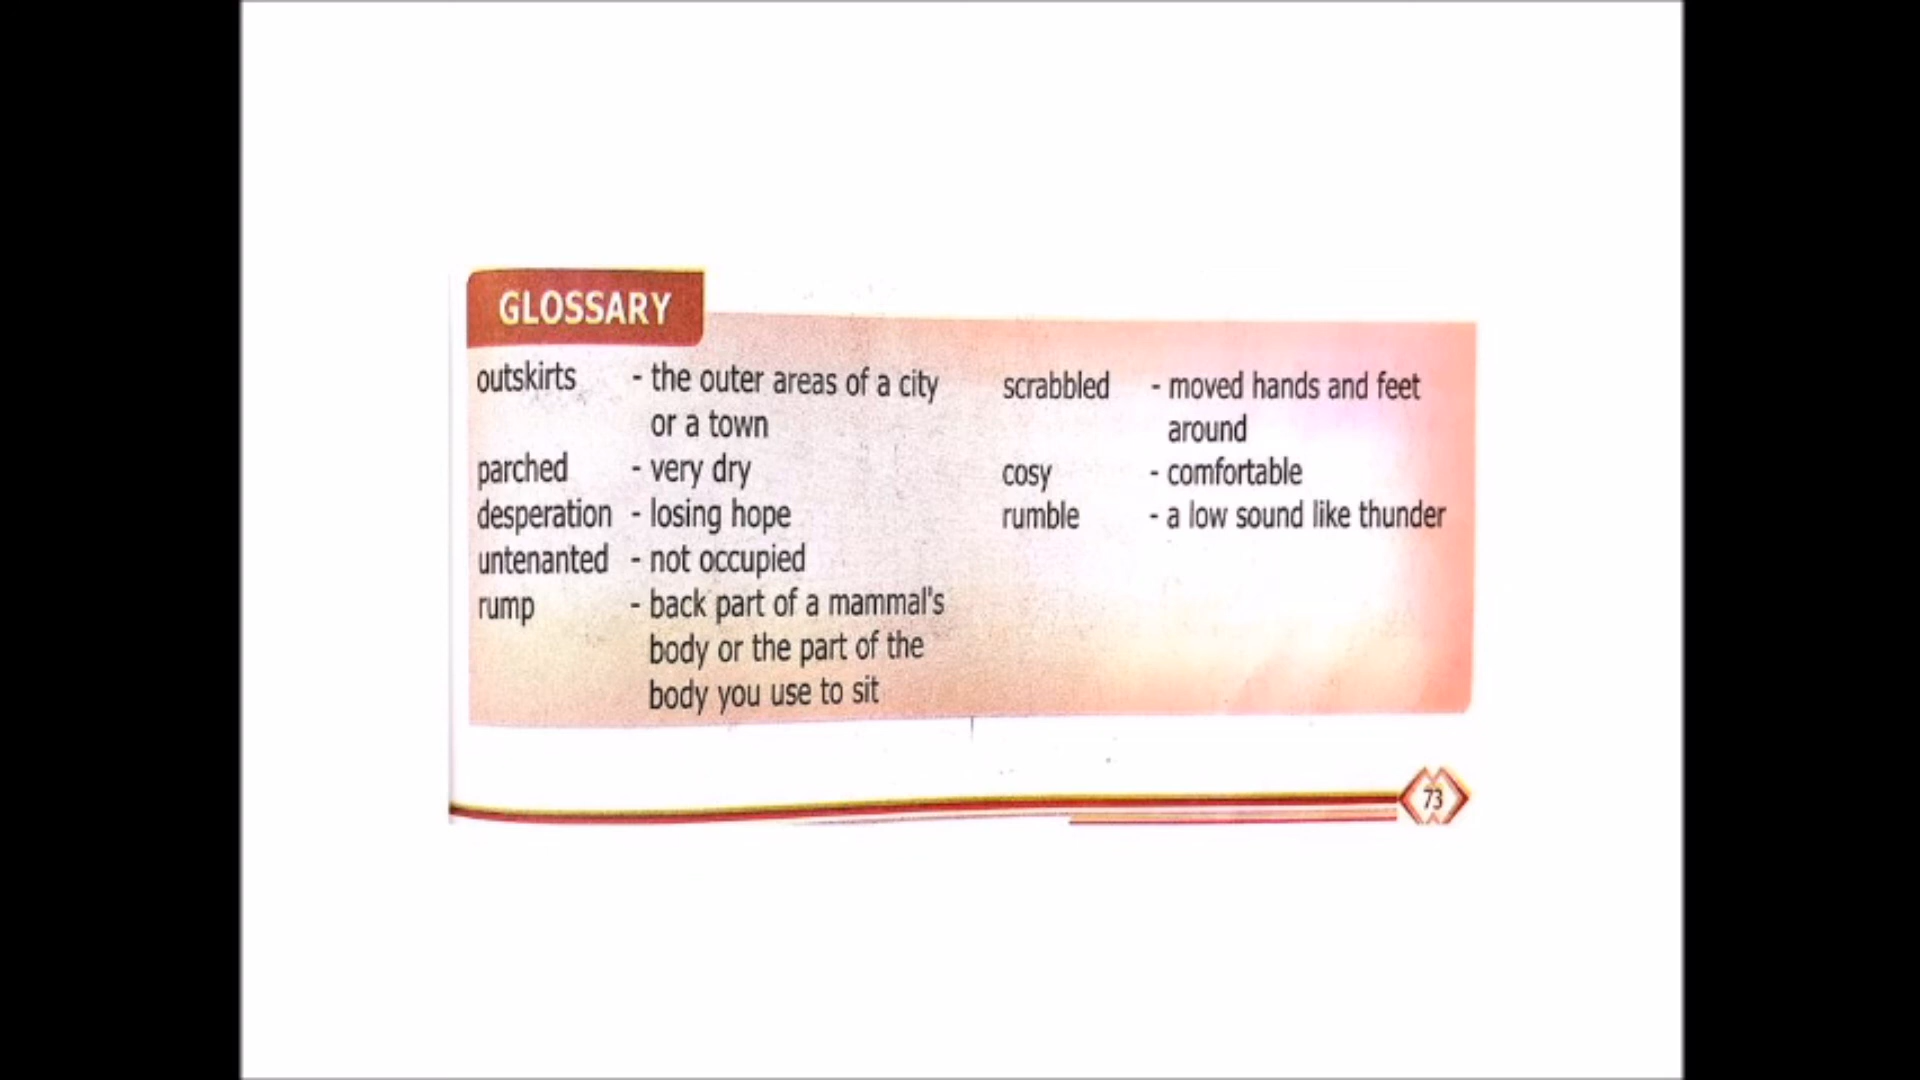 GLOSSARY
outskirts - the outer areas of a city
or a town
parched - very dry
desperation - losing hope
untenanted - not occupied
rump - back part of a mammal's
body or the part of the
body you use to sit
scrabbled - moved hands and feet
around
cosy - comfortable
rumble - a low sound like thunder
73